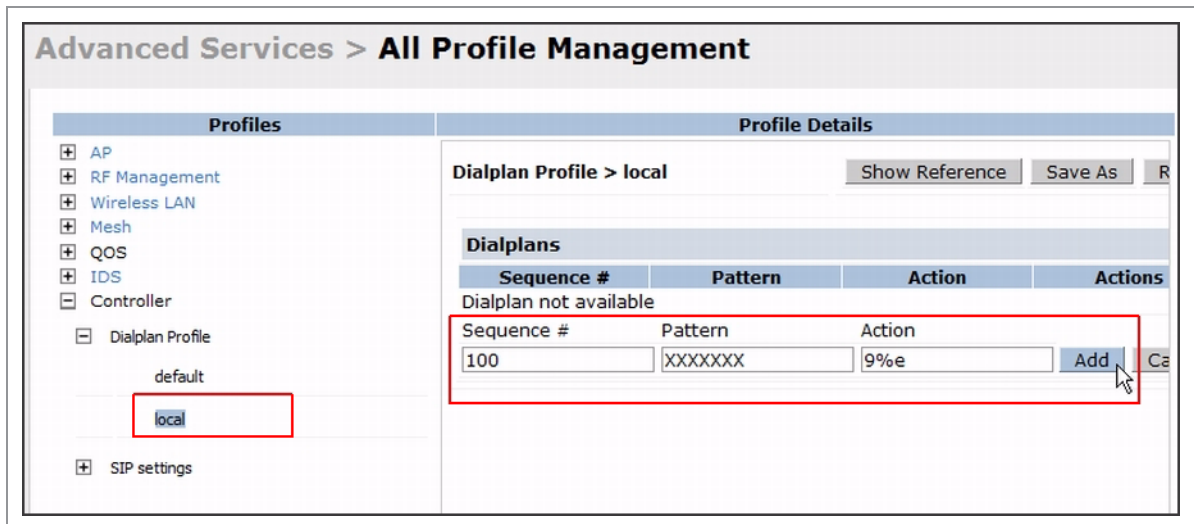 Advanced Services > All Profile Management
Profiles
Profile Details
AP
RF Management
Wireless LAN
Mesh
QOS
IDS
Controller
Dialplan Profile
default
local
SIP settings
Dialplan Profile > local
Show Reference Save As R
Dialplans
Sequence # Pattern Action Actions
Dialplan not available
Sequence # Pattern Action
100 XXXXXXX 9%e Add Ca